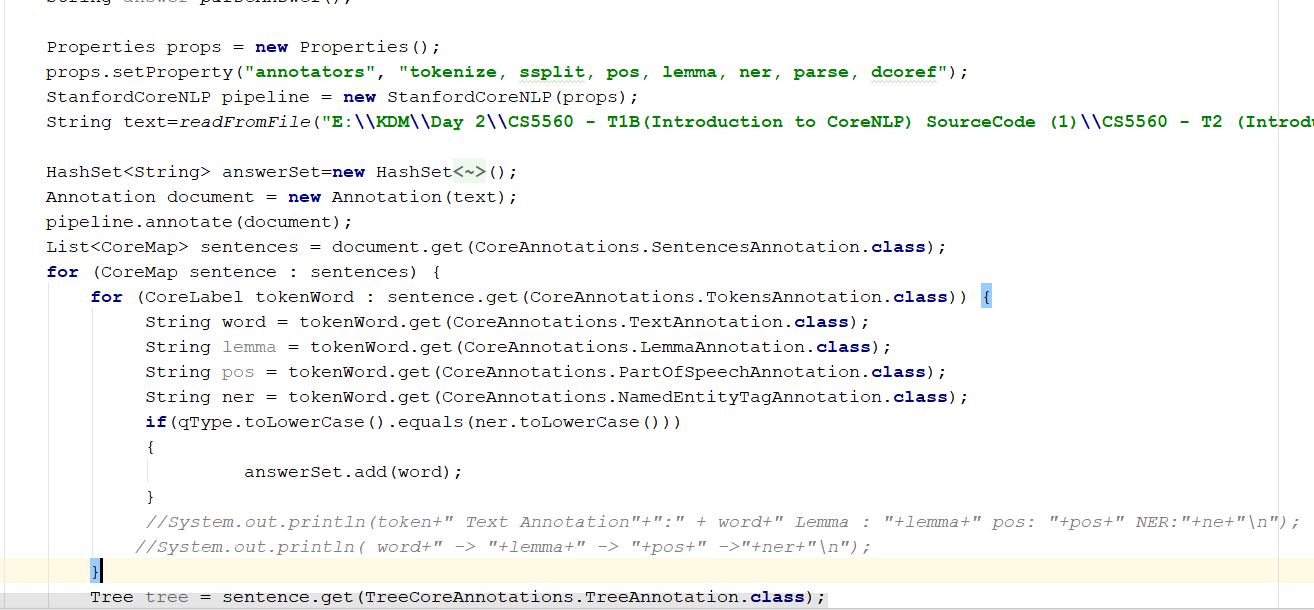 String answer parseAnswer();
Properties props = new Properties();
props.setProperty("annotators", "tokenize, ssplit, pos, lemma, ner, parse, dcoref");
StanfordCoreNLP pipeline = new StanfordCoreNLP(props);
String text=readFromFile("E:\\KDM\\Day 2\\CS5560 - T1B(Introduction to CoreNLP) SourceCode (1)\\CS5560 - T2 (Introdu
HashSet<String> answerSet=new HashSet<~>();
Annotation document = new Annotation(text);
pipeline.annotate(document);
List<CoreMap> sentences = document.get(CoreAnnotations.SentencesAnnotation.class);
for (CoreMap sentence : sentences) {
for (CoreLabel tokenWord : sentence.get(CoreAnnotations.TokensAnnotation.class)) {
String word = tokenWord.get(CoreAnnotations.TextAnnotation.class);
String lemma = tokenWord.get(CoreAnnotations.LemmaAnnotation.class);
String pos = tokenWord.get(CoreAnnotations.PartOfSpeechAnnotation.class);
String ner = tokenWord.get(CoreAnnotations.NamedEntityTagAnnotation.class);
if(qType.toLowerCase().equals(ner.toLowerCase()))
{
answerSet.add(word);
}
//System.out.println(token+" Text Annotation"+":" + word+" Lemma : "+lemma+" pos: "+pos+" NER:"+ne+"\n");
//System.out.println( word+" -> "+lemma+" -> "+pos+" ->"+ner+"\n");
}
Tree tree = sentence.get(TreeCoreAnnotations.TreeAnnotation.class);